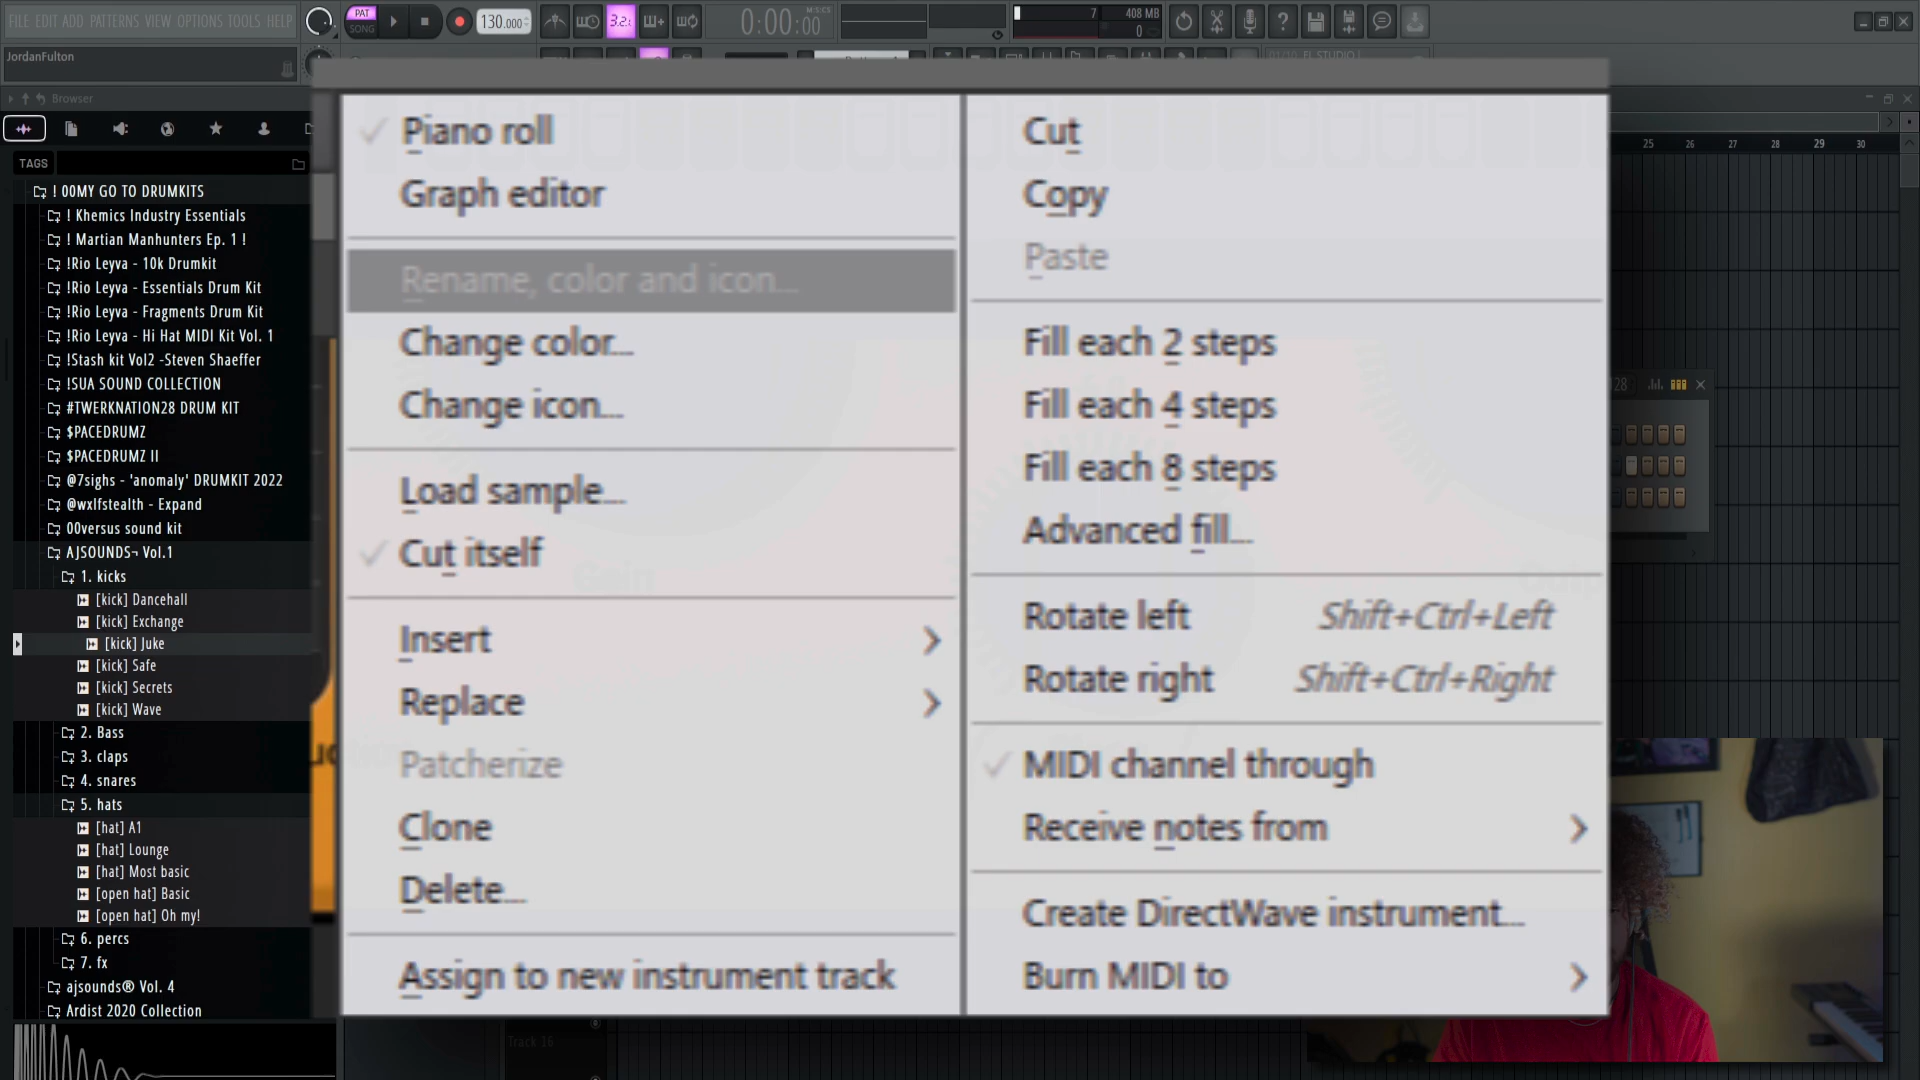 FILE EDIT ADD PATTERNS VIEW OPTIONS TOOLS HELP
PAT
SONG
130.000
3.2.
0:00:00
M:S:CS
7
408 MB
0
JordanFulton
Browser
TAGS
! 00MY GO TO DRUMKITS
! Khemics Industry Essentials
! Martian Manhunters Ep. 1 !
!Rio Leyva - 10k Drumkit
!Rio Leyva - Essentials Drum Kit
!Rio Leyva - Fragments Drum Kit
!Rio Leyva - Hi Hat MIDI Kit Vol. 1
!Stash kit Vol2 -Steven Shaeffer
!SUA SOUND COLLECTION
#TWERKNATION28 DRUM KIT
$PACEDRUMZ
$PACEDRUMZ II
@7sighs - 'anomaly' DRUMKIT 2022
@wxlfstealth - Expand
00versus sound kit
AJSOUNDS¬ Vol.1
1. kicks
[kick] Dancehall
[kick] Exchange
[kick] Juke
[kick] Safe
[kick] Secrets
[kick] Wave
2. Bass
3. claps
4. snares
5. hats
[hat] A1
[hat] Lounge
[hat] Most basic
[open hat] Basic
[open hat] Oh my!
6. percs
7. fx
ajsounds® Vol. 4
Ardist 2020 Collection
Piano roll
Graph editor
Rename, color and icon...
Change color...
Change icon...
Load sample...
Cut itself
Insert
Replace
Patcherize
Clone
Delete...
Assign to new instrument track
Cut
Copy
Paste
Fill each 2 steps
Fill each 4 steps
Fill each 8 steps
Advanced fill...
Rotate left Shift+Ctrl+Left
Rotate right Shift+Ctrl+Right
MIDI channel through
Receive notes from
Create DirectWave instrument...
Burn MIDI to
25 26 27 28 29 30
Track 16